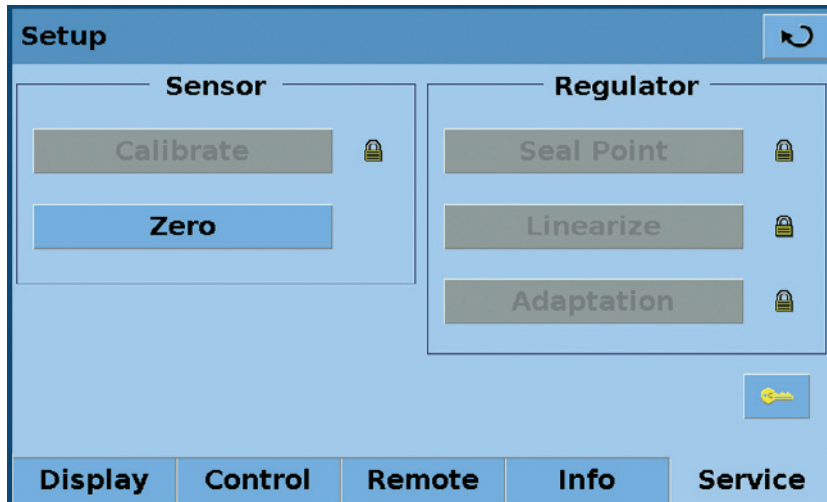 Setup
Sensor
Calibrate
Zero
Regulator
Seal Point
Linearize
Adaptation
Display Control Remote Info Service